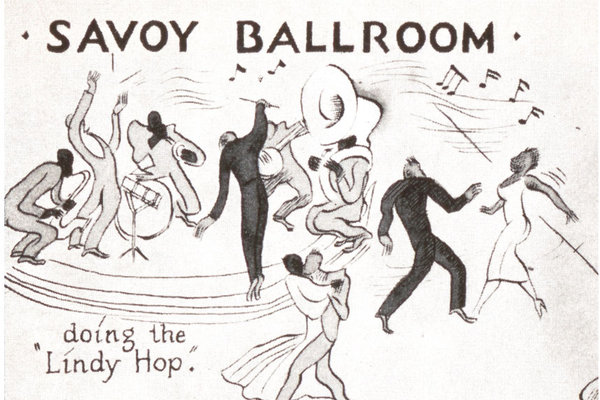 · SAVOY BALLROOM ·
doing the
"Lindy Hop."